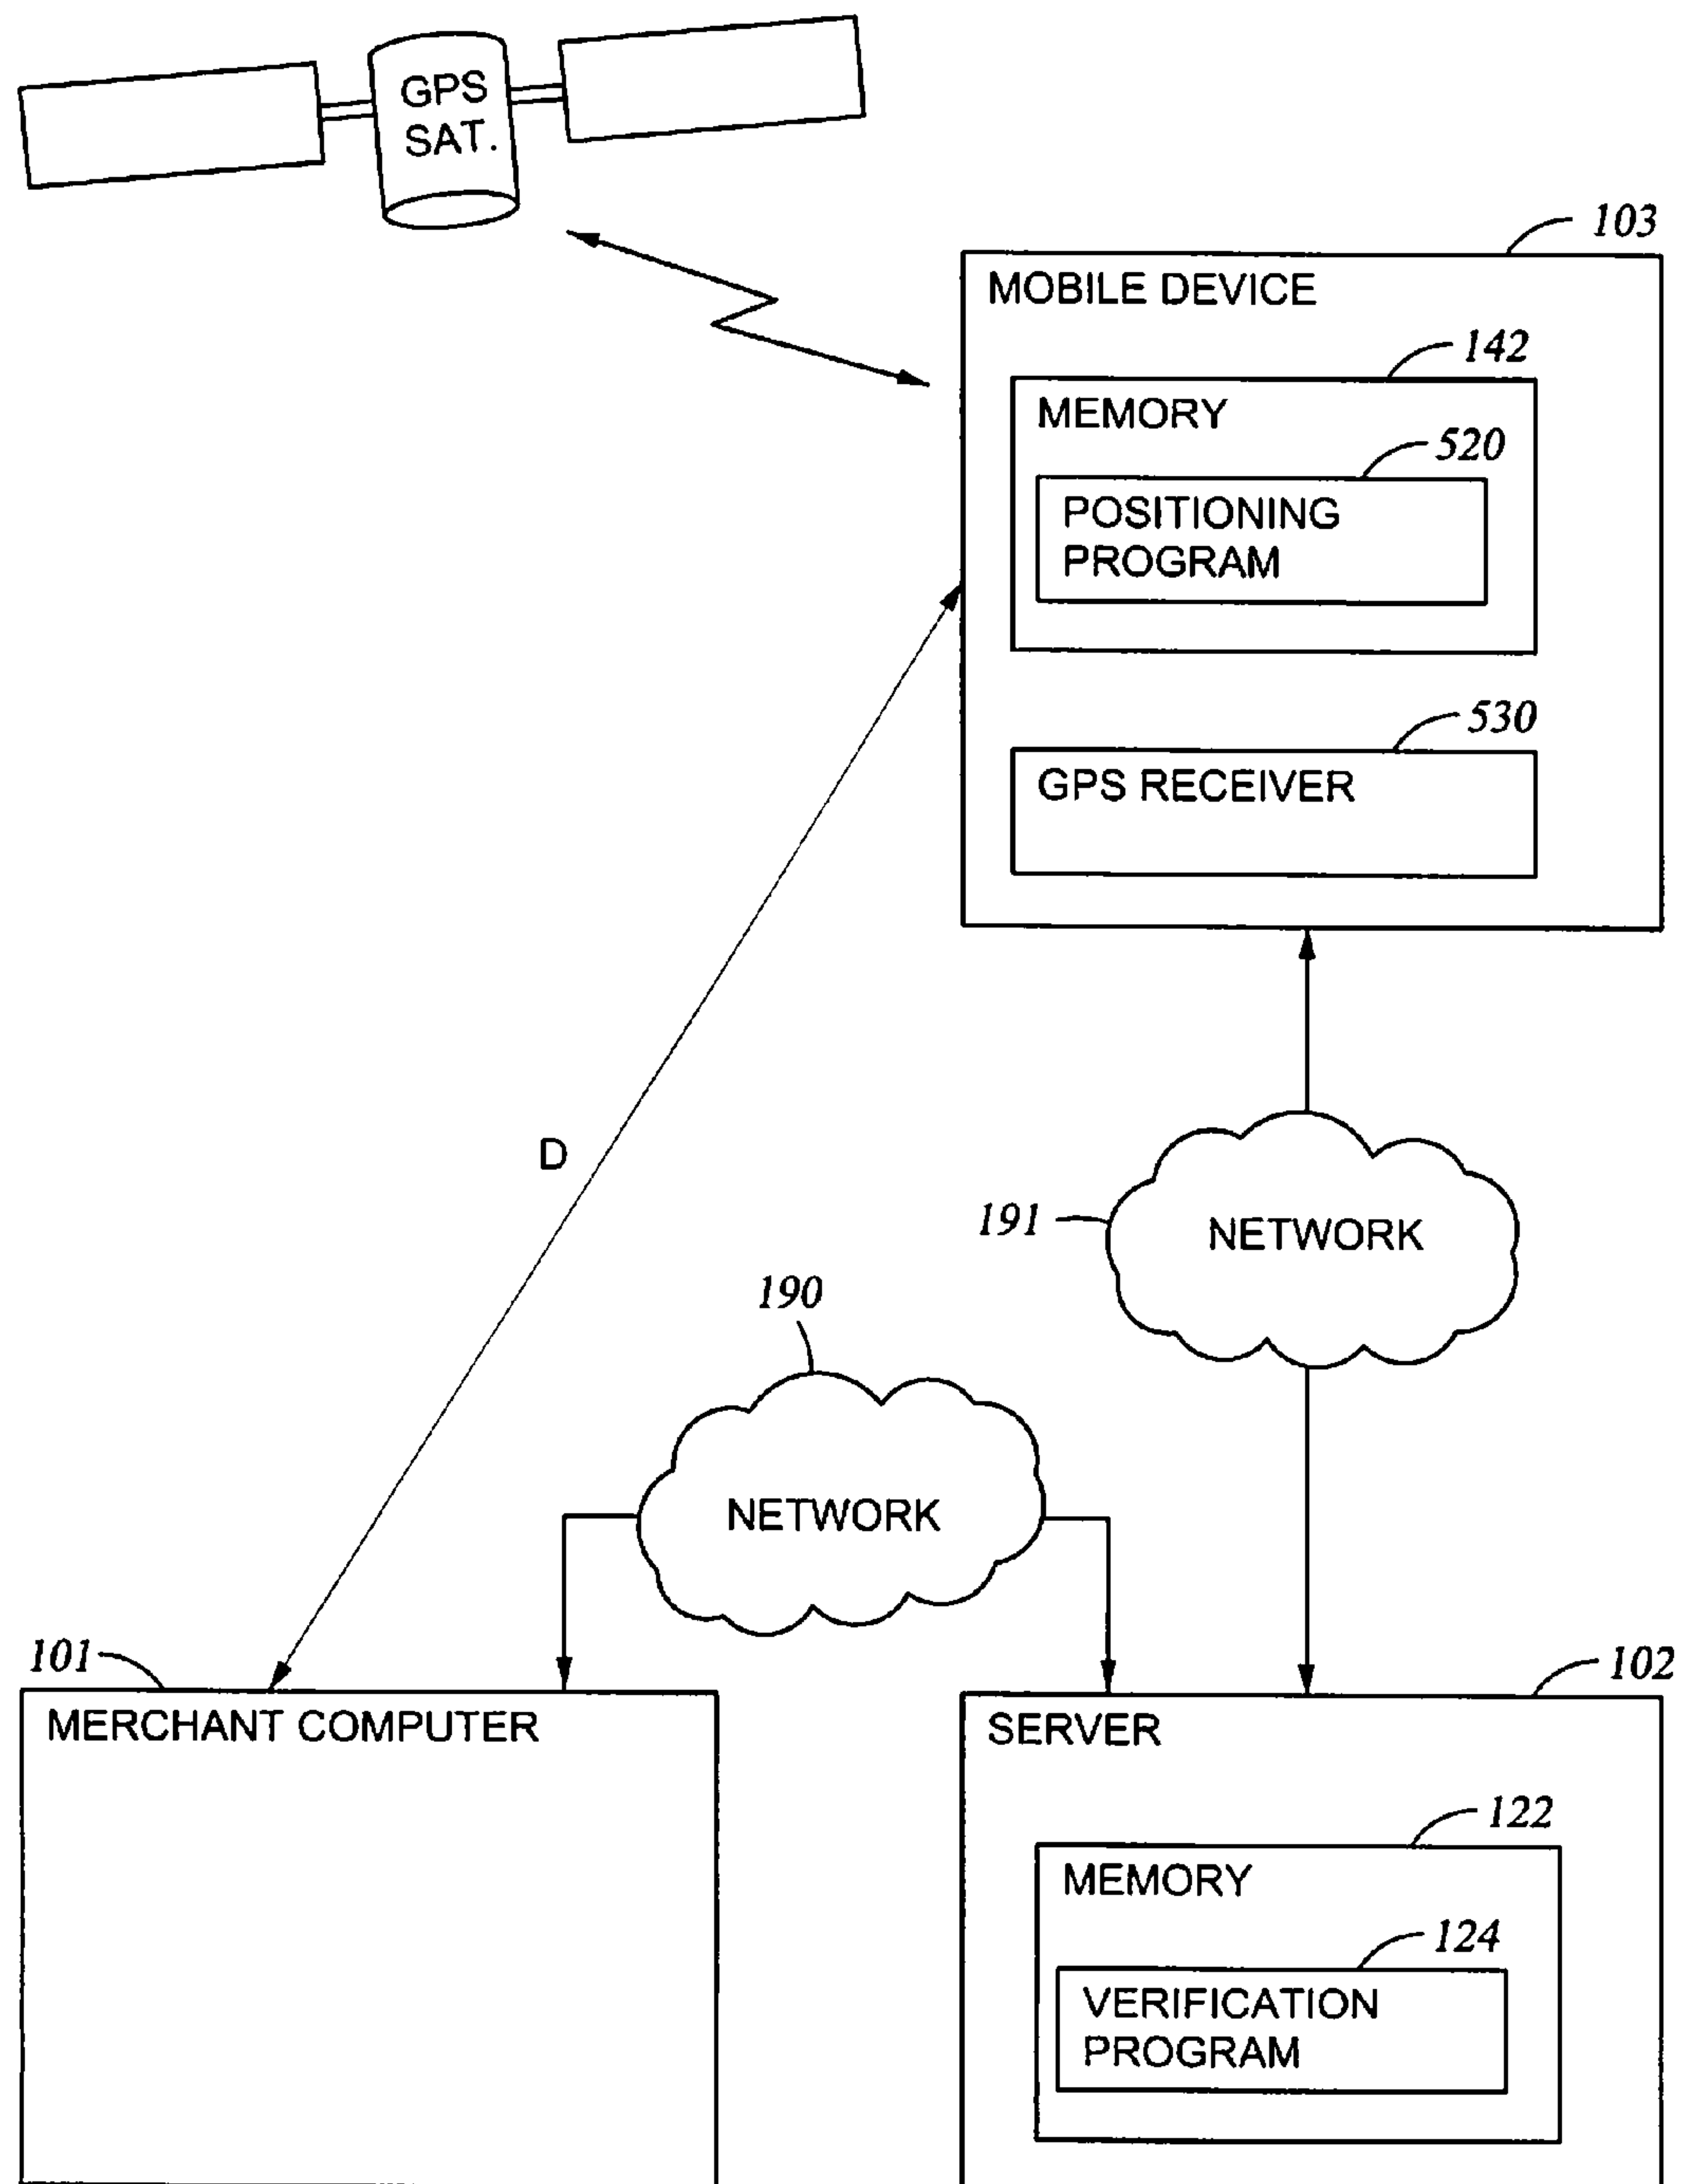 GPS
SAT.
103
MOBILE DEVICE
142
MEMORY
520
POSITIONING
PROGRAM
530
GPS RECEIVER
D
191
NETWORK
190
NETWORK
101
MERCHANT COMPUTER
102
SERVER
122
MEMORY
124
VERIFICATION
PROGRAM